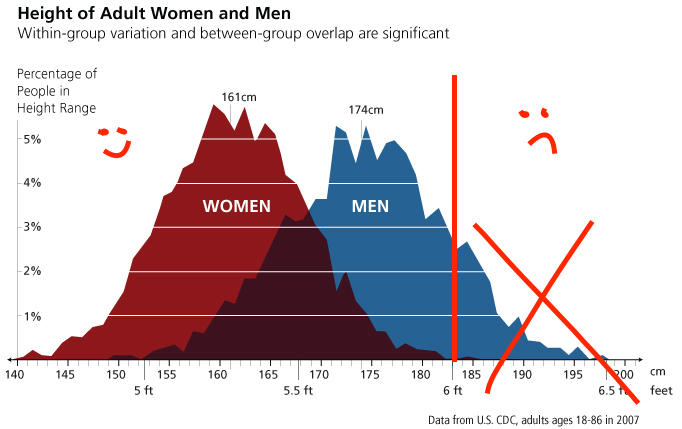 Height of Adult Women and Men
Within-group variation and between-group overlap are significant
Percentage of
People in
Height Range
161cm
174cm
5%
4%
3%
2%
1%
WOMEN
MEN
140 145 150 155 160 165 170 175 180 185 190 195 200 cm
5 ft 5.5 ft 6 ft 6.5 ft feet
Data from U.S. CDC, adults ages 18-86 in 2007